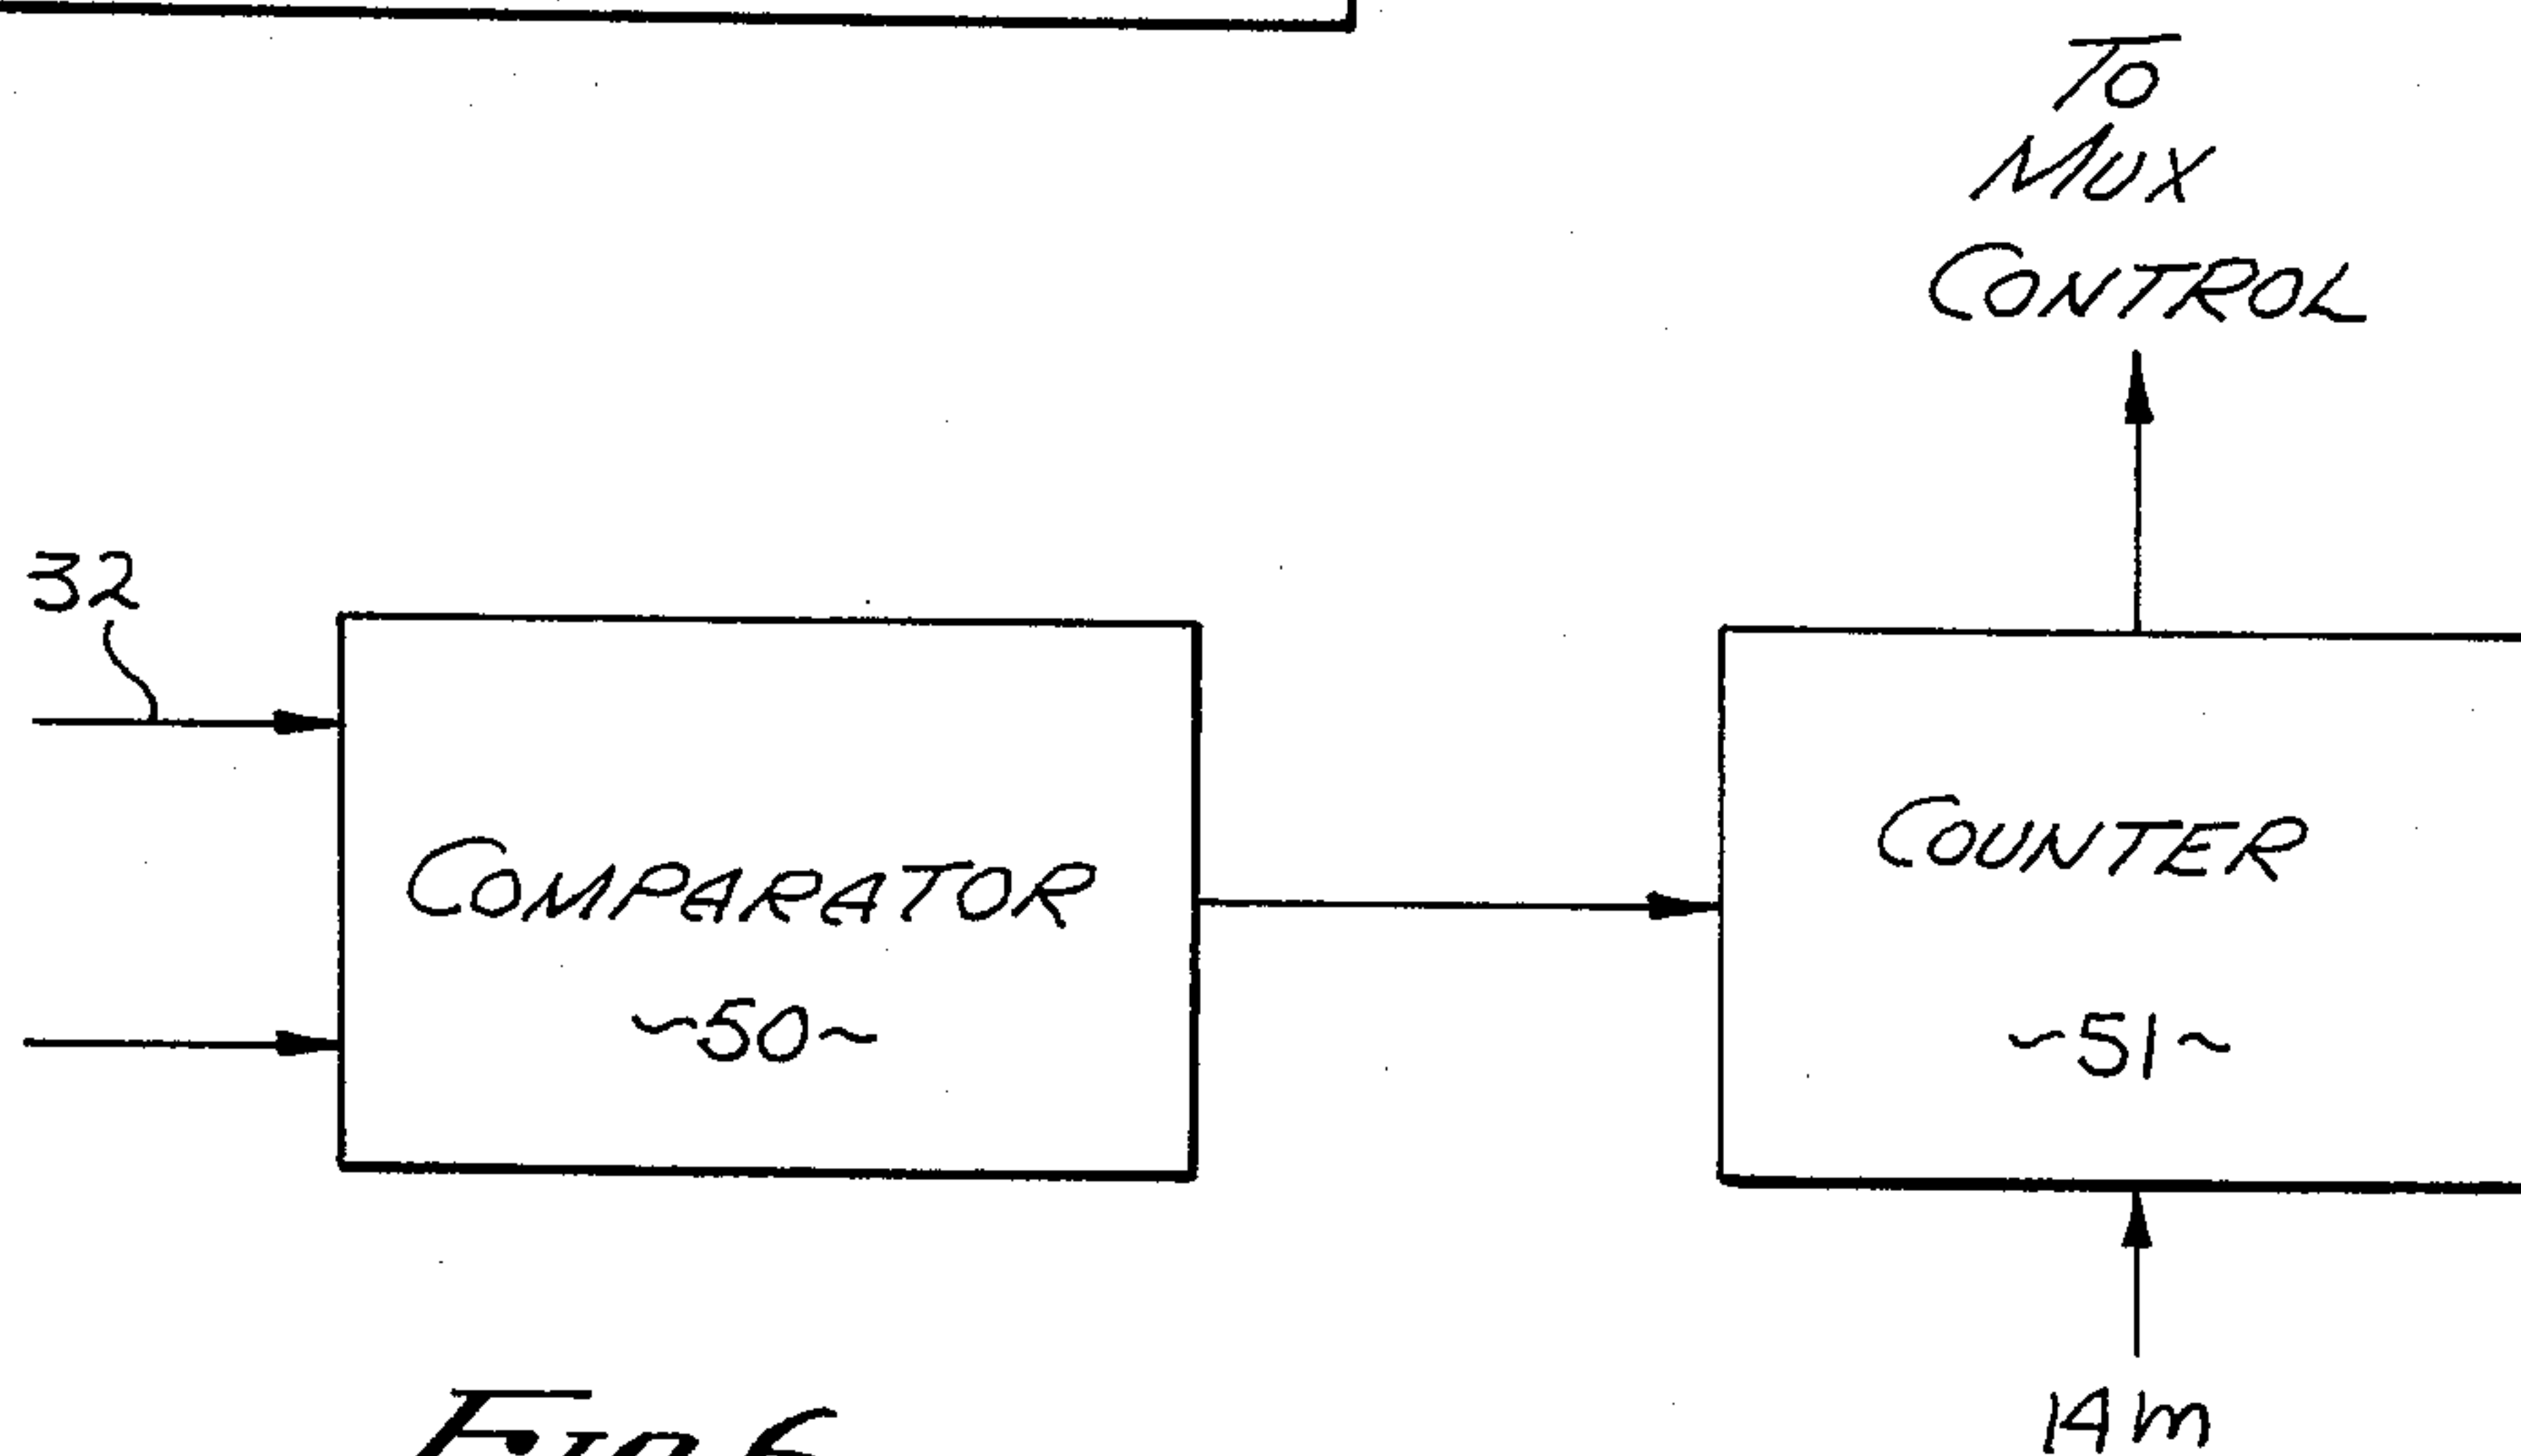 TO
MUX
CONTROL
32
COMPARATOR
~50~
COUNTER
~51~
14m